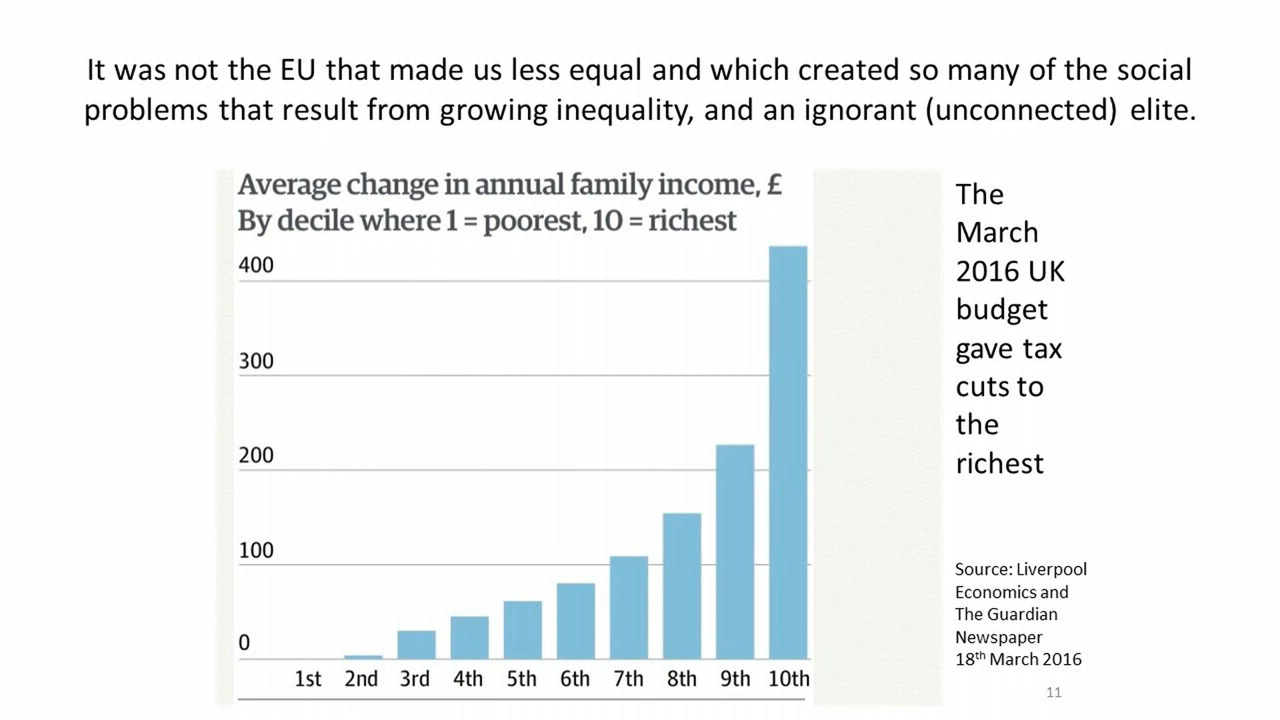 It was not the EU that made us less equal and which created so many of the social
problems that result from growing inequality, and an ignorant (unconnected) elite.
Average change in annual family income, £
By decile where 1 = poorest, 10 = richest
400
300
200
100
0
1st 2nd 3rd 4th 5th 6th 7th 8th 9th 10th
The
March
2016 UK
budget
gave tax
cuts to
the
richest
Source: Liverpool
Economics and
The Guardian
Newspaper
18th March 2016
11